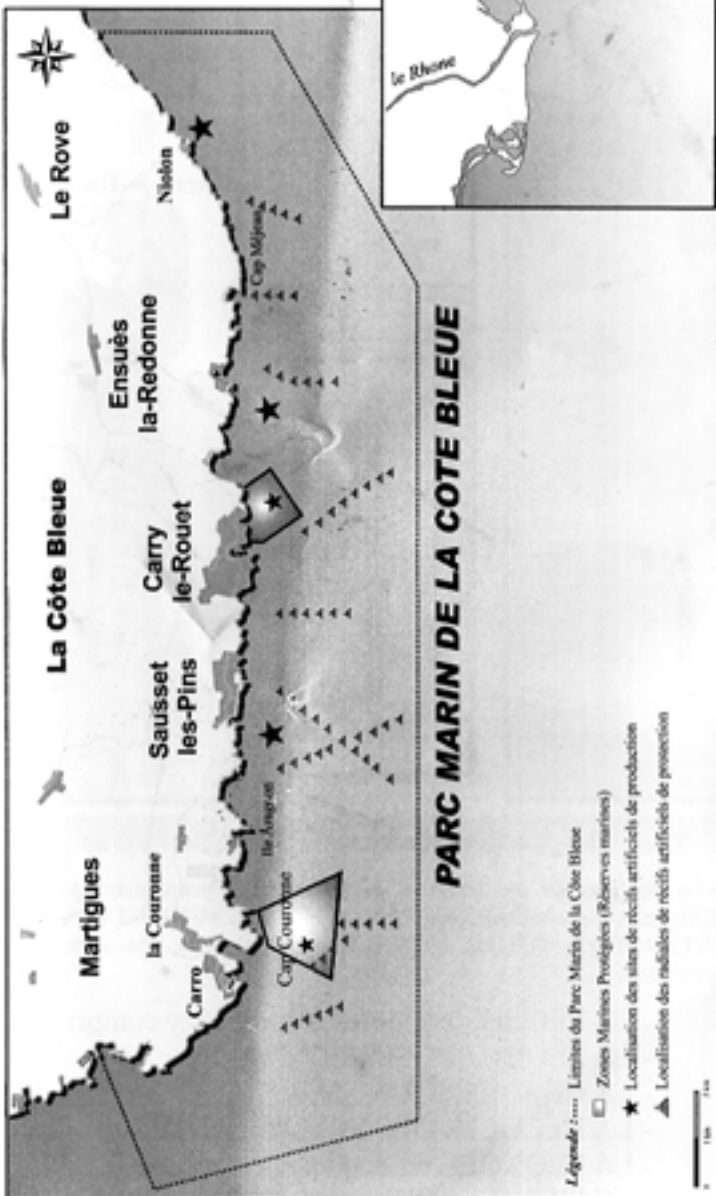 La Côte Bleue
Martigues
la Couronne
Carro
Sausset
les-Pins
Carry
le-Rouet
Ensuès
la-Redonne
Le Rove
Niolon
Cap Méjean
Cap Couronne
PARC MARIN DE LA COTE BLEUE
Légende :
Limites du Parc Marin de la Côte Bleue
Zones Marines Protégées (Réserves marines)
Localisation des sites de récifs artificiels de production
Localisation des radiales de récifs artificiels de protection
0 1 km
le Rhone